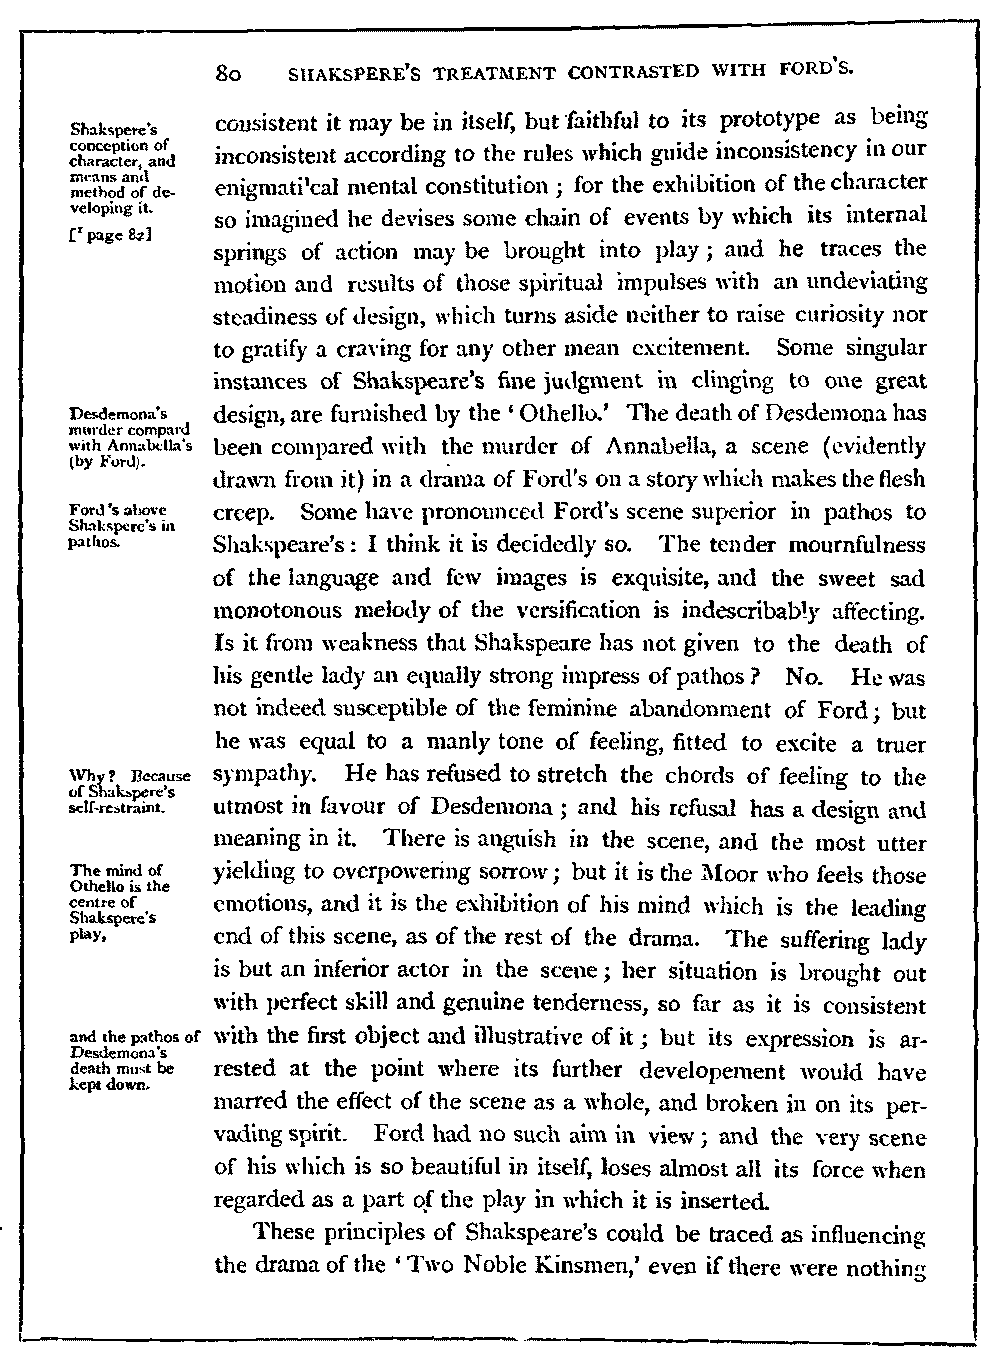 80 SHAKSPERE'S TREATMENT CONTRASTED WITH FORD'S.
Shakspere's
conception of
character, and
means and
method of de-
veloping it.
[¹ page 82]
consistent it may be in itself, but faithful to its prototype as being
inconsistent according to the rules which guide inconsistency in our
enigmati¹cal mental constitution ; for the exhibition of the character
so imagined he devises some chain of events by which its internal
springs of action may be brought into play ; and he traces the
motion and results of those spiritual impulses with an undeviating
steadiness of design, which turns aside neither to raise curiosity nor
to gratify a craving for any other mean excitement. Some singular
instances of Shakspeare's fine judgment in clinging to one great
Desdemona's
murder compard
with Annabella's
(by Ford).
design, are furnished by the ‘ Othello.’ The death of Desdemona has
been compared with the murder of Annabella, a scene (evidently
drawn from it) in a drama of Ford's on a story which makes the flesh
Ford's above
Shakspere's in
pathos.
creep. Some have pronounced Ford's scene superior in pathos to
Shakspeare's : I think it is decidedly so. The tender mournfulness
of the language and few images is exquisite, and the sweet sad
monotonous melody of the versification is indescribably affecting.
Is it from weakness that Shakspeare has not given to the death of
his gentle lady an equally strong impress of pathos ? No. He was
not indeed susceptible of the feminine abandonment of Ford ; but
he was equal to a manly tone of feeling, fitted to excite a truer
Why ? Because
of Shakspere's
self-restraint.
sympathy. He has refused to stretch the chords of feeling to the
utmost in favour of Desdemona ; and his refusal has a design and
meaning in it. There is anguish in the scene, and the most utter
The mind of
Othello is the
centre of
Shakspere's
play,
yielding to overpowering sorrow ; but it is the Moor who feels those
emotions, and it is the exhibition of his mind which is the leading
end of this scene, as of the rest of the drama. The suffering lady
is but an inferior actor in the scene ; her situation is brought out
with perfect skill and genuine tenderness, so far as it is consistent
and the pathos of
Desdemona's
death must be
kept down.
with the first object and illustrative of it ; but its expression is ar-
rested at the point where its further developement would have
marred the effect of the scene as a whole, and broken in on its per-
vading spirit. Ford had no such aim in view ; and the very scene
of his which is so beautiful in itself, loses almost all its force when
regarded as a part of the play in which it is inserted.
These principles of Shakspeare's could be traced as influencing
the drama of the ‘ Two Noble Kinsmen,’ even if there were nothing